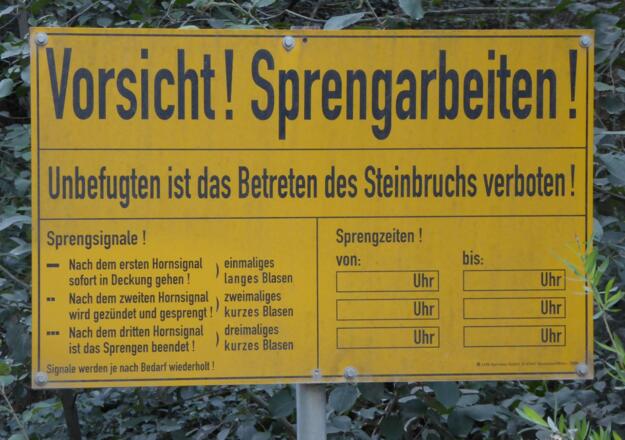 Vorsicht! Sprengarbeiten!
Unbefugten ist das Betreten des Steinbruchs verboten!
Sprengsignale!
Nach dem ersten Hornsignal
sofort in Deckung gehen!
einmaliges
langes Blasen
Nach dem zweiten Hornsignal
wird gezündet und gesprengt!
zweimaliges
kurzes Blasen
Nach dem dritten Hornsignal
ist das Sprengen beendet!
dreimaliges
kurzes Blasen
Signale werden je nach Bedarf wiederholt!
Sprengzeiten!
von: bis:
Uhr Uhr
Uhr Uhr
Uhr Uhr